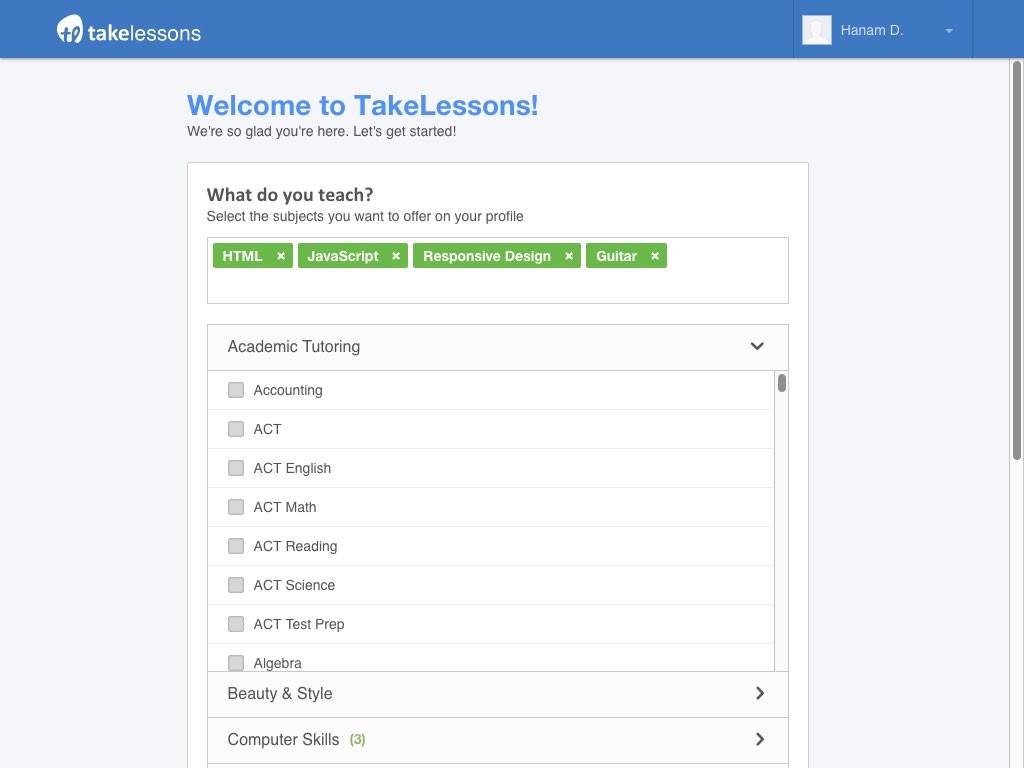 takelessons
Hanam D.
Welcome to TakeLessons!
We're so glad you're here. Let's get started!
What do you teach?
Select the subjects you want to offer on your profile
HTML × JavaScript × Responsive Design × Guitar ×
Academic Tutoring
Accounting
ACT
ACT English
ACT Math
ACT Reading
ACT Science
ACT Test Prep
Algebra
Beauty & Style
Computer Skills (3)